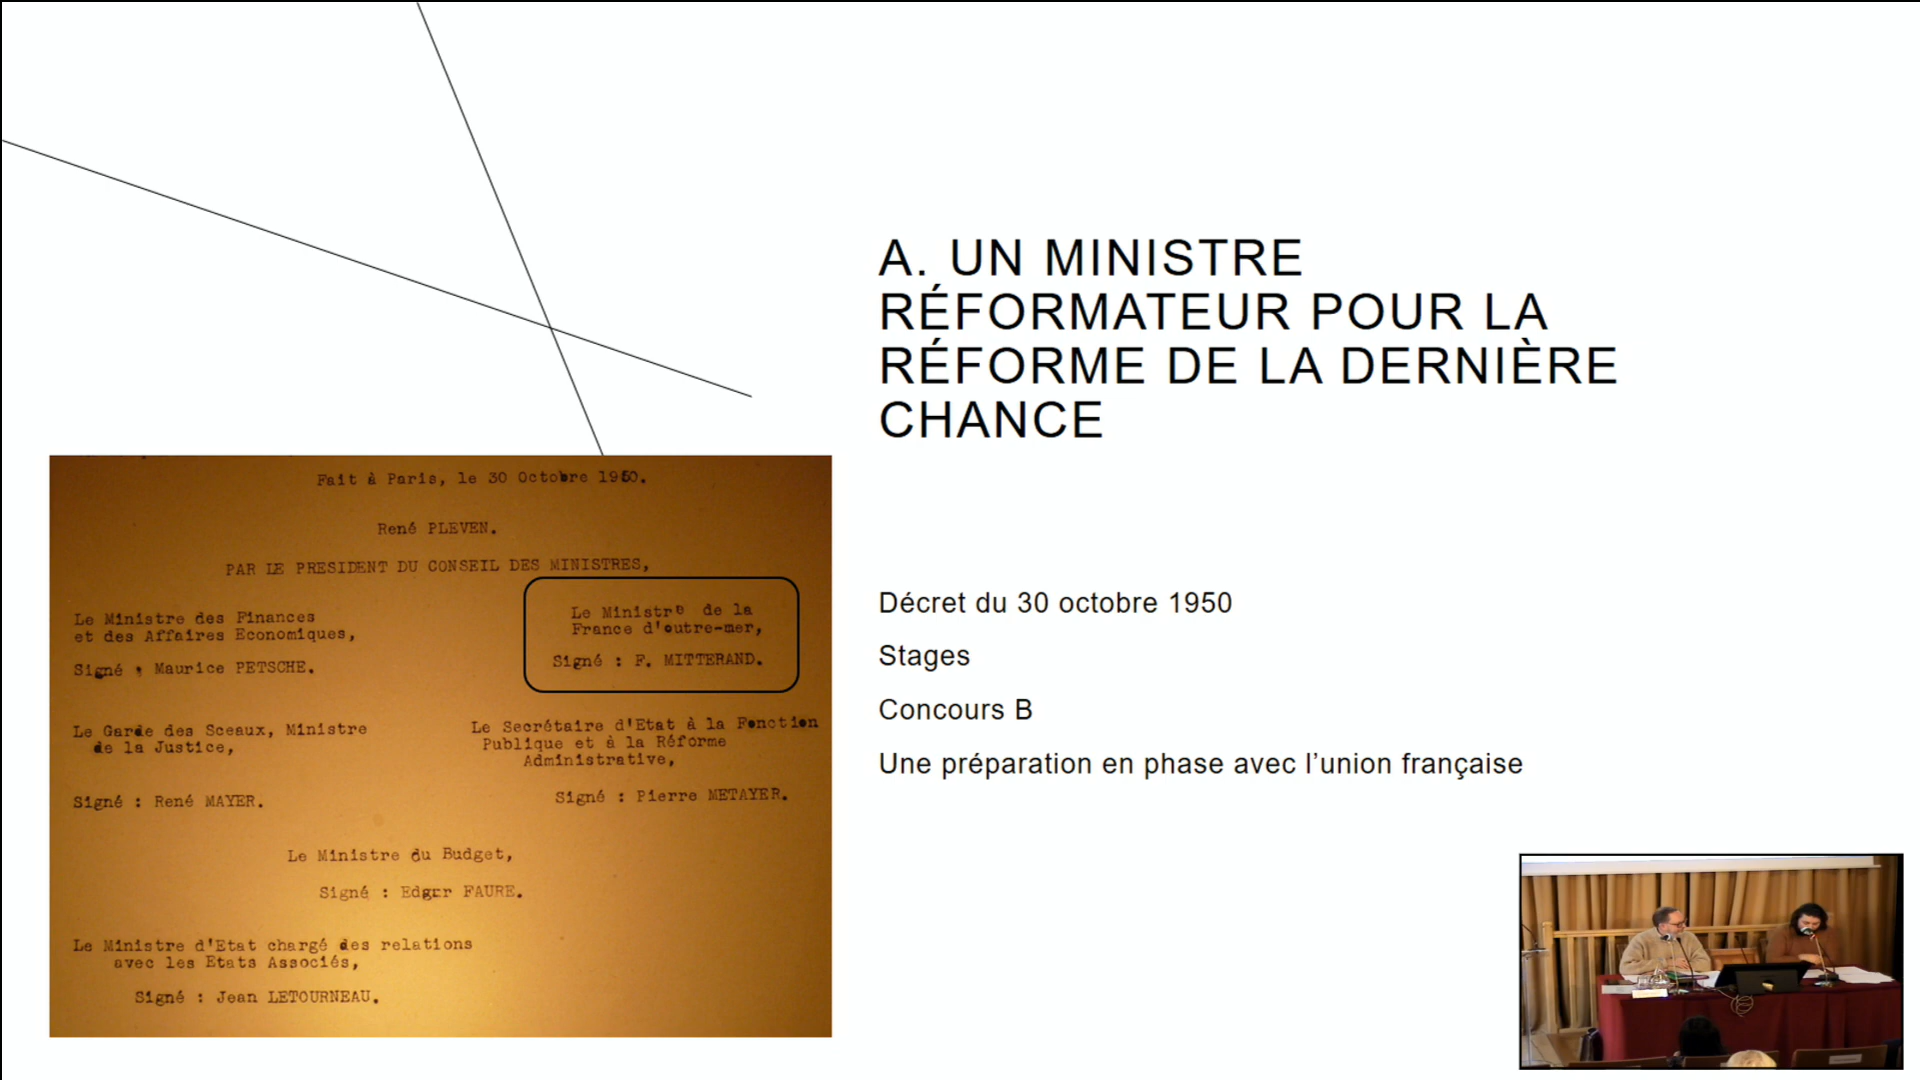 A. UN MINISTRE
RÉFORMATEUR POUR LA
RÉFORME DE LA DERNIÈRE
CHANCE
Décret du 30 octobre 1950
Stages
Concours B
Une préparation en phase avec l’union française
Fait à Paris, le 30 Octobre 1950.
René PLEVEN.
PAR LE PRESIDENT DU CONSEIL DES MINISTRES,
Le Ministre des Finances
et des Affaires Economiques,
Signé : Maurice PETSCHE.
Le Ministre de la
France d'outre-mer,
Signé : F. MITTERAND.
Le Garde des Sceaux, Ministre
de la Justice,
Signé : René MAYER.
Le Secrétaire d'Etat à la Fonction
Publique et à la Réforme
Administrative,
Signé : Pierre METAYER.
Le Ministre du Budget,
Signé : Edgar FAURE.
Le Ministre d'Etat chargé des relations
avec les Etats Associés,
Signé : Jean LETOURNEAU.